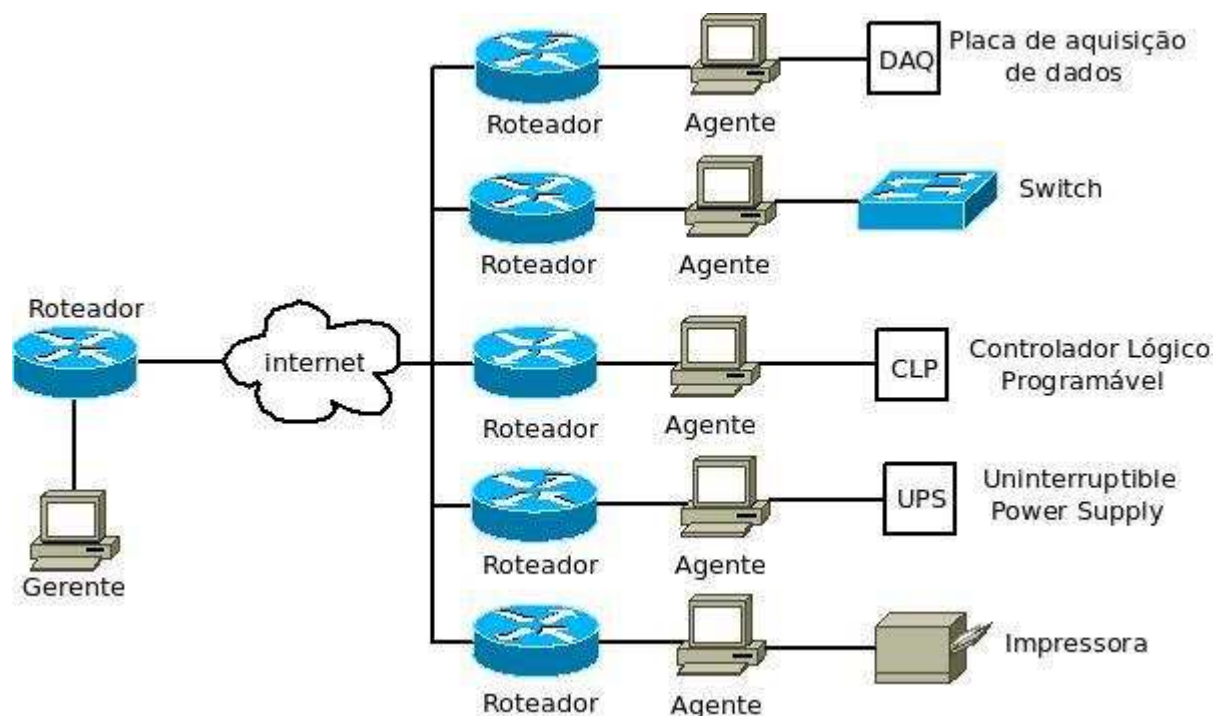 Roteador
Agente
DAQ
Placa de aquisição
de dados
Roteador
Agente
Switch
Roteador
internet
Gerente
Roteador
Agente
CLP
Controlador Lógico
Programável
Roteador
Agente
UPS
Uninterruptible
Power Supply
Roteador
Agente
Impressora